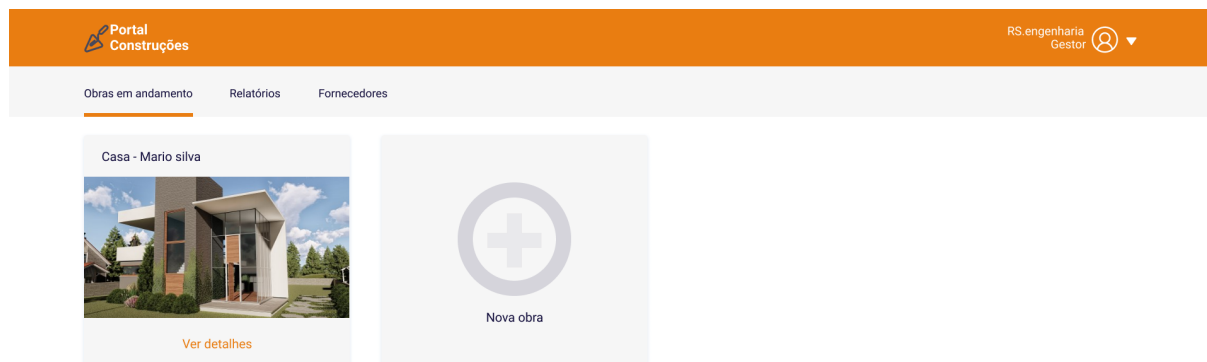 Portal
Construções
RS.engenharia
Gestor
Obras em andamento Relatórios Fornecedores
Casa - Mario silva
Nova obra
Ver detalhes